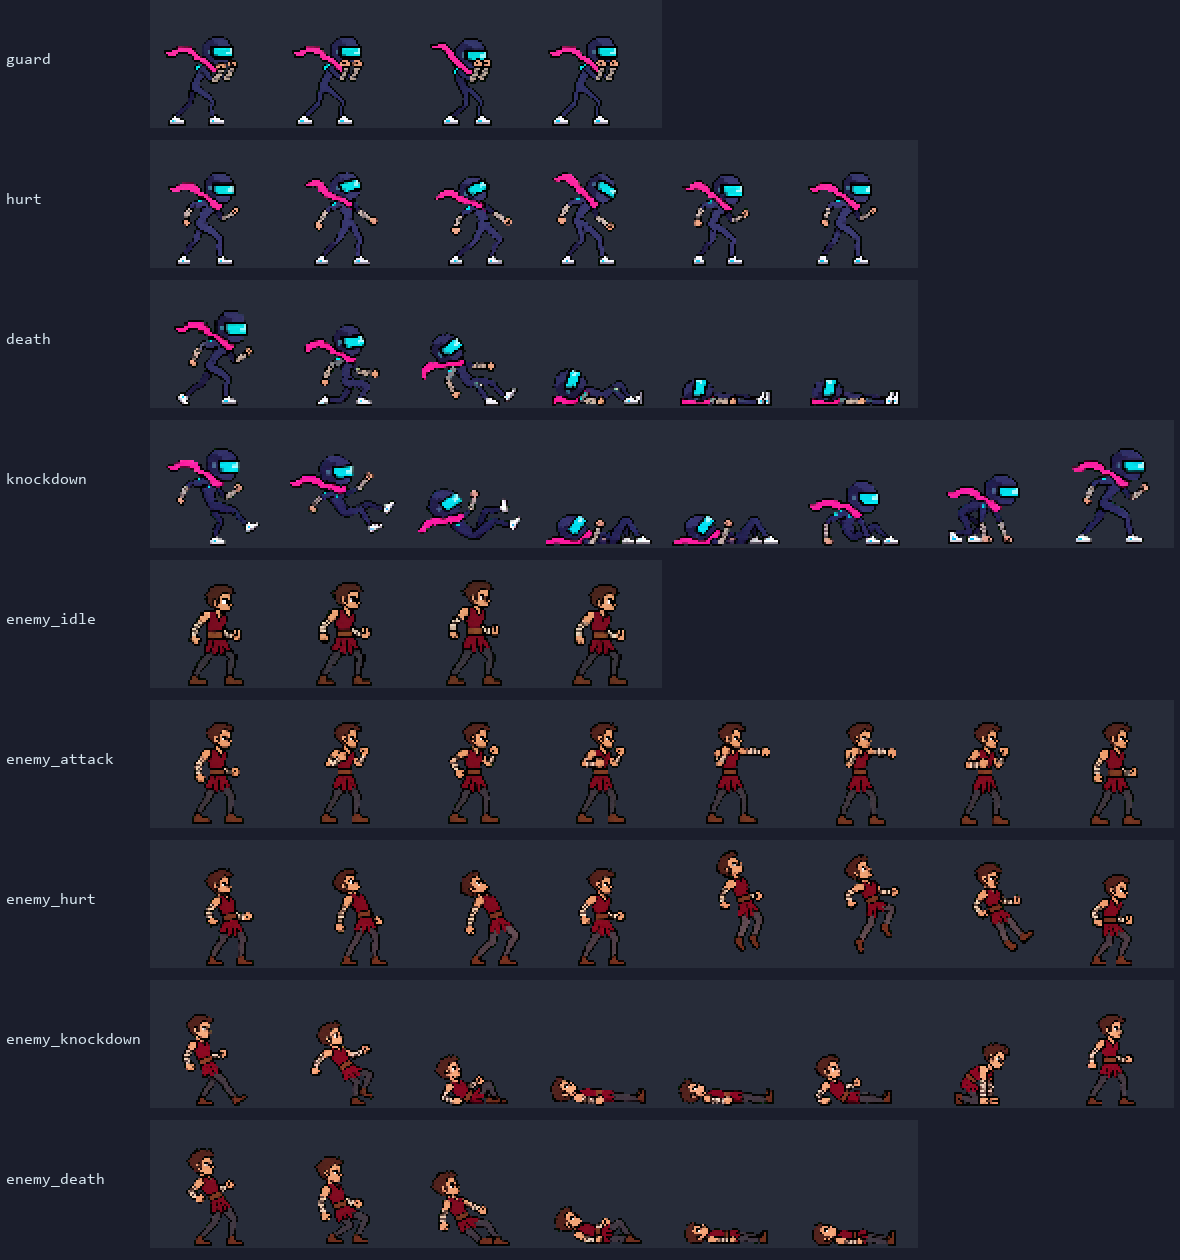 guard
hurt
death
knockdown
enemy_idle
enemy_attack
enemy_hurt
enemy_knockdown
enemy_death